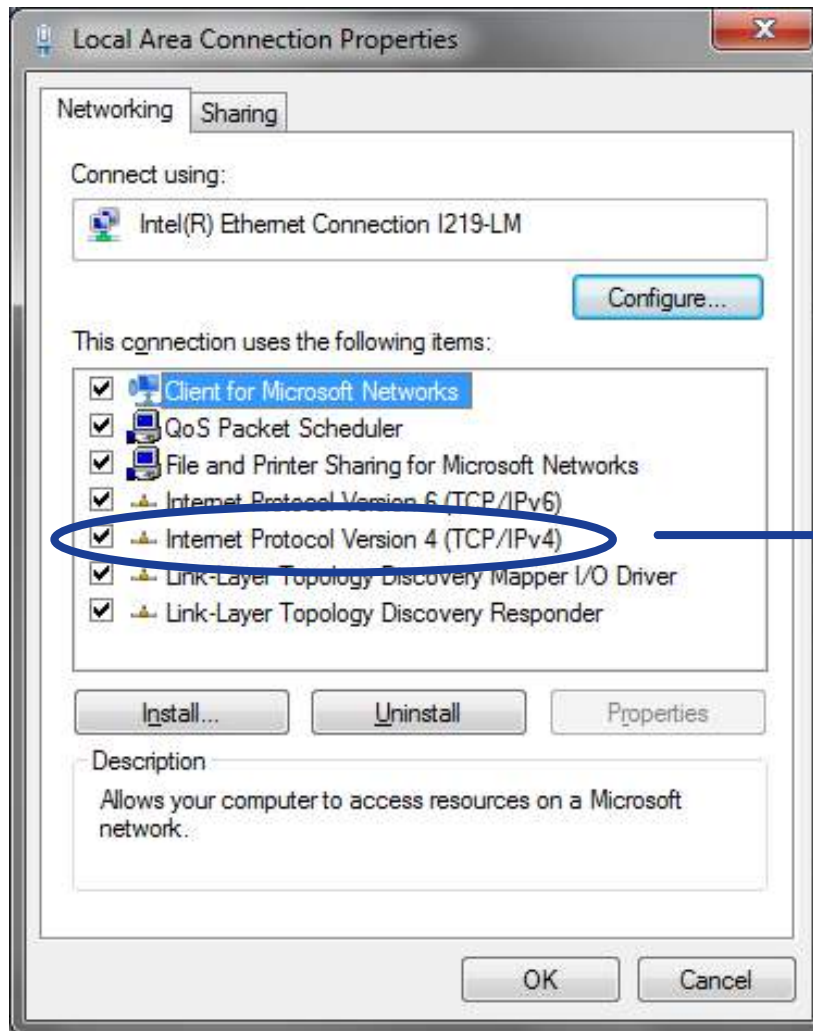 Local Area Connection Properties
X
Networking Sharing
Connect using:
Intel(R) Ethernet Connection I219-LM
Configure...
This connection uses the following items:
Client for Microsoft Networks
QoS Packet Scheduler
File and Printer Sharing for Microsoft Networks
Internet Protocol Version 6 (TCP/IPv6)
Internet Protocol Version 4 (TCP/IPv4)
Link-Layer Topology Discovery Mapper I/O Driver
Link-Layer Topology Discovery Responder
Install... Uninstall Properties
Description
Allows your computer to access resources on a Microsoft
network.
OK Cancel